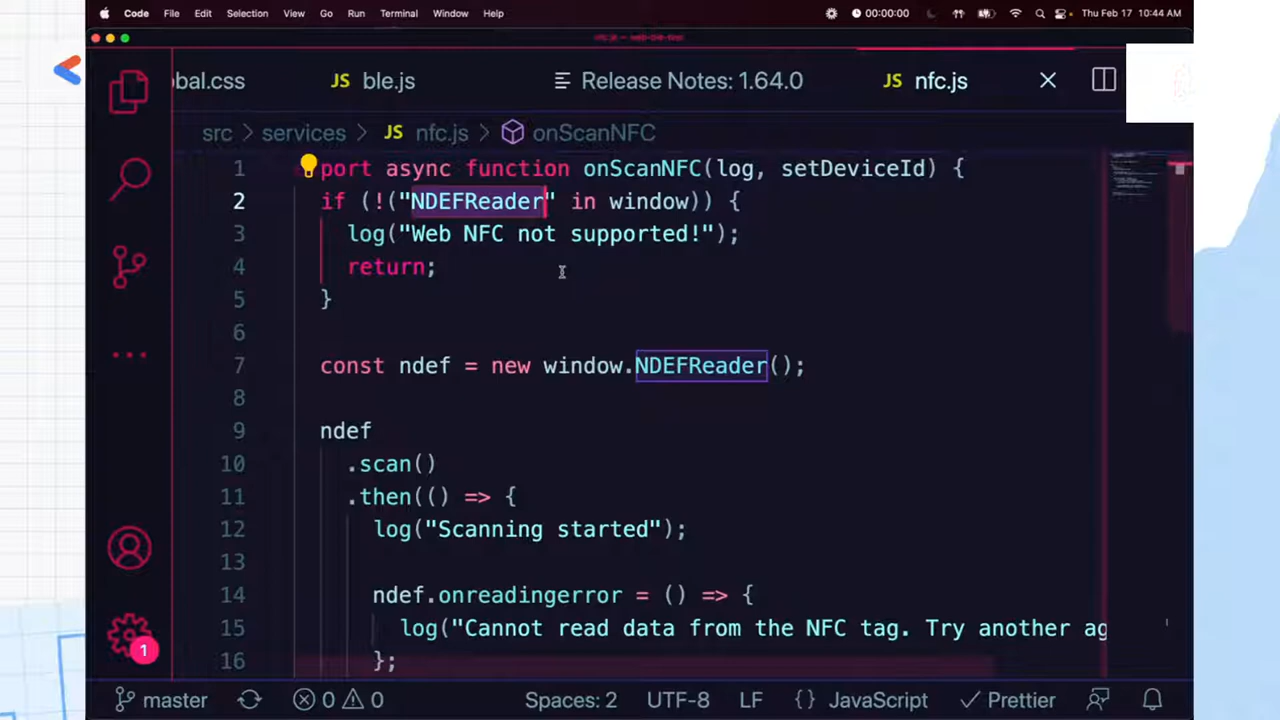 Code File Edit Selection View Go Run Terminal Window Help 00:00:00 Thu Feb 17 10:44 AM
bal.css JS ble.js Release Notes: 1.64.0 JS nfc.js
src > services > JS nfc.js > onScanNFC
1 port async function onScanNFC(log, setDeviceId) {
2 if (!("NDEFReader" in window)) {
3 log("Web NFC not supported!");
4 return;
5 }
6
7 const ndef = new window.NDEFReader();
8
9 ndef
10 .scan()
11 .then(() => {
12 log("Scanning started");
13
14 ndef.onreadingerror = () => {
15 log("Cannot read data from the NFC tag. Try another ag
16 };
1
master 0 0 Spaces: 2 UTF-8 LF {} JavaScript Prettier